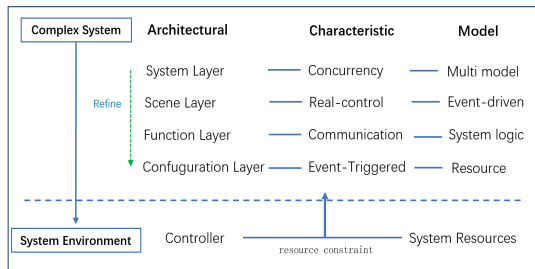 Complex System Architectural Characteristic Model
System Layer Concurrency Multi model
Refine Scene Layer Real-control Event-driven
Function Layer Communication System logic
Confuguration Layer Event-Triggered Resource
System Environment Controller System Resources
resource constraint